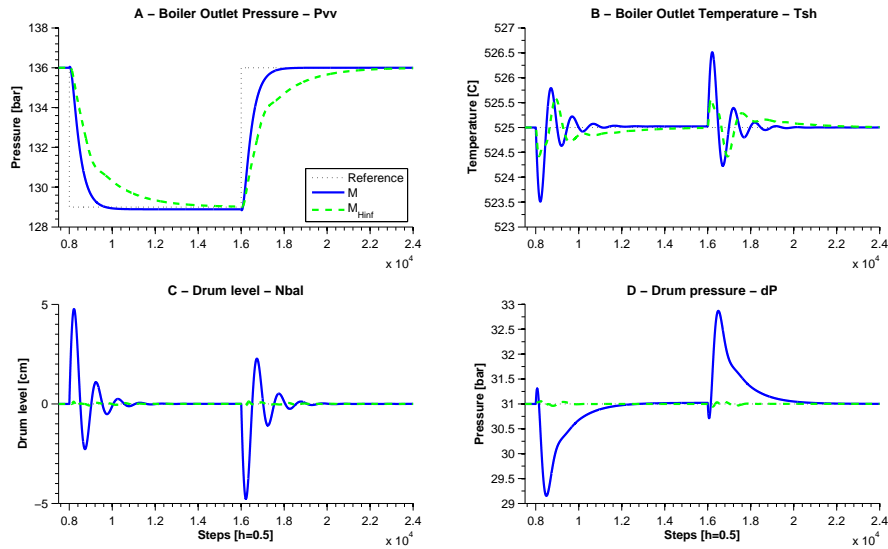 A – Boiler Outlet Pressure – Pvv
138
136
134
132
130
128
Pressure [bar]
0.8 1 1.2 1.4 1.6 1.8 2 2.2 2.4
x 10^4
Reference
M
M_Hinf
B – Boiler Outlet Temperature – Tsh
527
526.5
526
525.5
525
524.5
524
523.5
523
Temperature [C]
0.8 1 1.2 1.4 1.6 1.8 2 2.2 2.4
x 10^4
C – Drum level – Nbal
5
0
−5
Drum level [cm]
0.8 1 1.2 1.4 1.6 1.8 2 2.2 2.4
Steps [h=0.5]
x 10^4
D – Drum pressure – dP
33
32.5
32
31.5
31
30.5
30
29.5
29
Pressure [bar]
0.8 1 1.2 1.4 1.6 1.8 2 2.2 2.4
Steps [h=0.5]
x 10^4